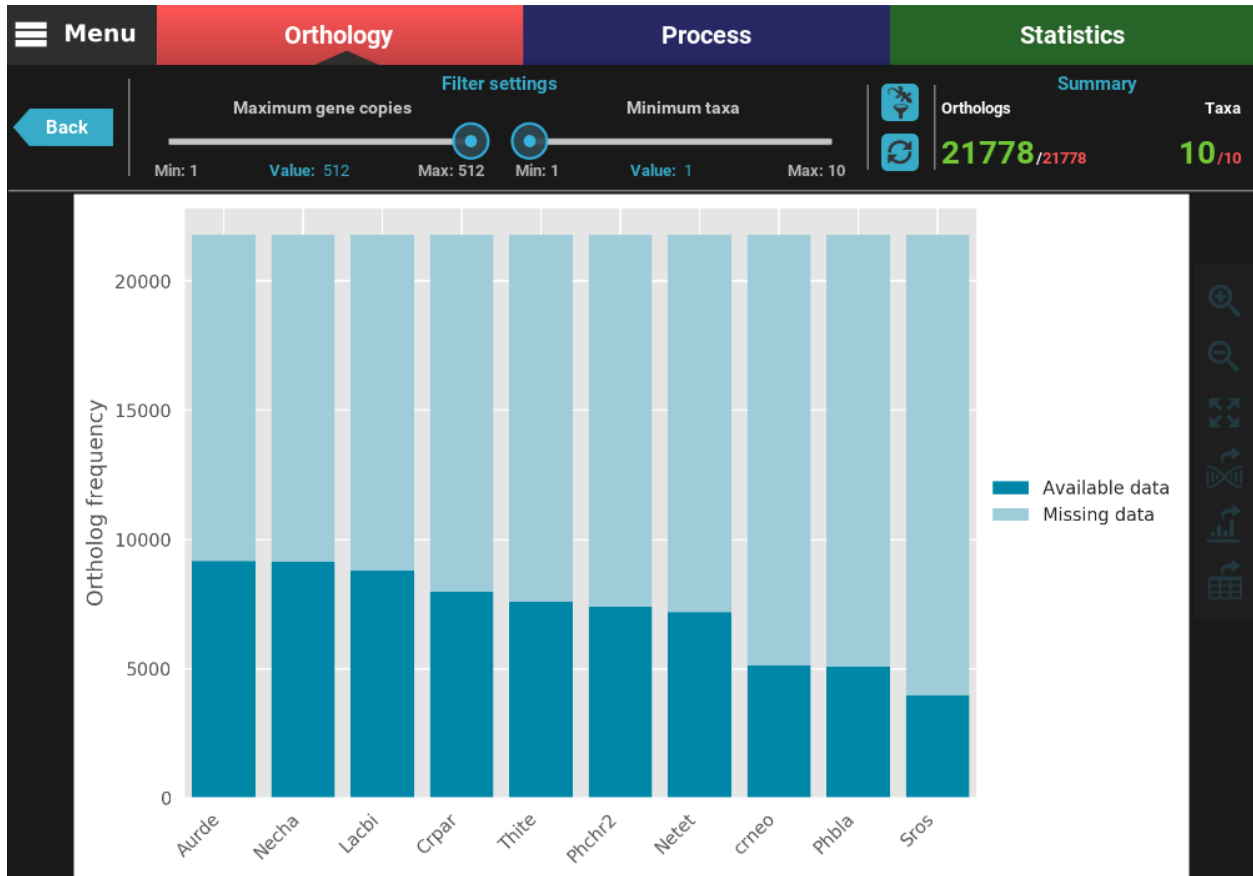 Menu
Orthology
Process
Statistics
Back
Filter settings
Maximum gene copies
Min: 1
Value: 512
Max: 512
Minimum taxa
Min: 1
Value: 1
Max: 10
Summary
Orthologs
Taxa
21778/21778
10/10
Ortholog frequency
20000
15000
10000
5000
0
Aurde
Necha
Lacbi
Crpar
Thite
Phchr2
Netet
crneo
Phbla
Sros
Available data
Missing data